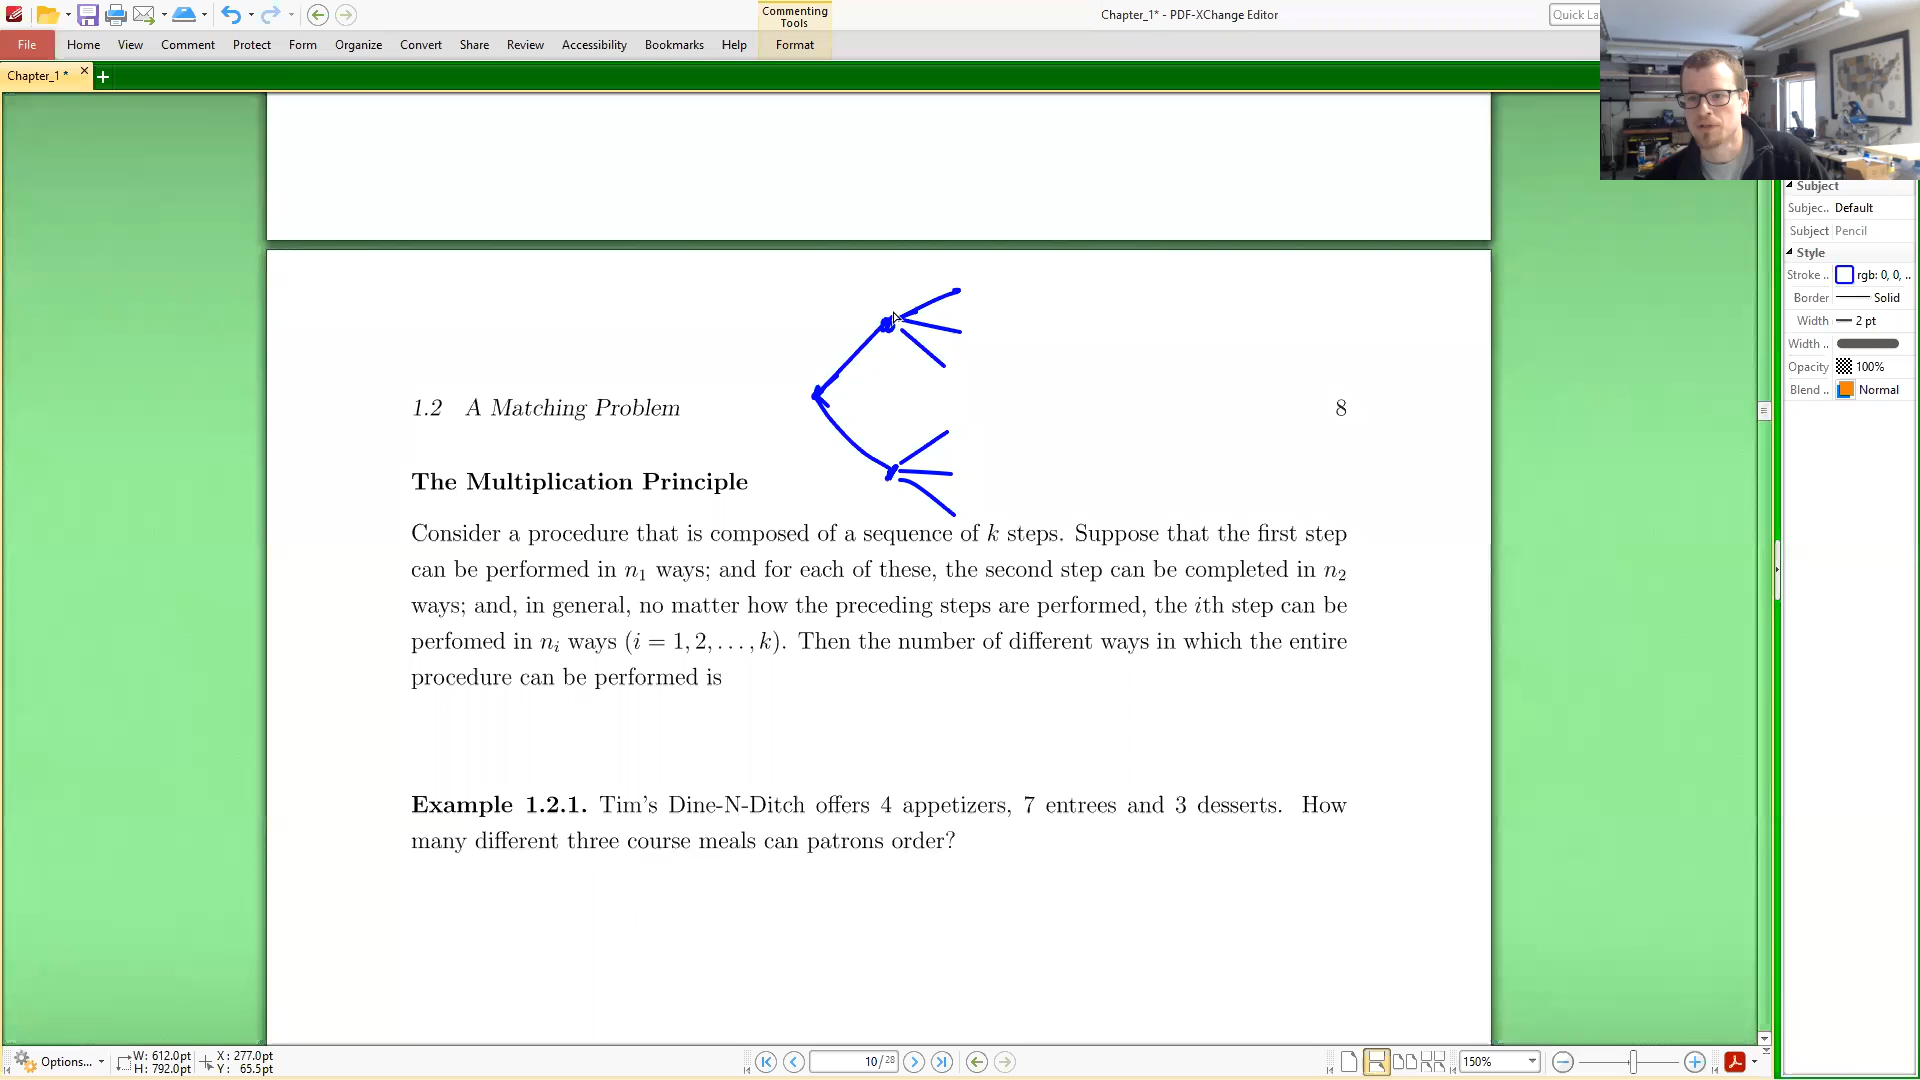 Commenting
Tools
Chapter_1* - PDF-XChange Editor
Quick La
File Home View Comment Protect Form Organize Convert Share Review Accessibility Bookmarks Help Format
Chapter_1 *
1.2 A Matching Problem 8
The Multiplication Principle
Consider a procedure that is composed of a sequence of k steps. Suppose that the first step
can be performed in n₁ ways; and for each of these, the second step can be completed in n₂
ways; and, in general, no matter how the preceding steps are performed, the ith step can be
perfomed in nᵢ ways (i = 1, 2, . . . , k). Then the number of different ways in which the entire
procedure can be performed is
Example 1.2.1. Tim's Dine-N-Ditch offers 4 appetizers, 7 entrees and 3 desserts. How
many different three course meals can patrons order?
Subject
Subjec.. Default
Subject Pencil
Style
Stroke .. rgb: 0, 0, ..
Border Solid
Width 2 pt
Width ..
Opacity 100%
Blend .. Normal
Options...
W: 612.0pt
H: 792.0pt
X: 277.0pt
Y: 65.5pt
10 / 28
150%